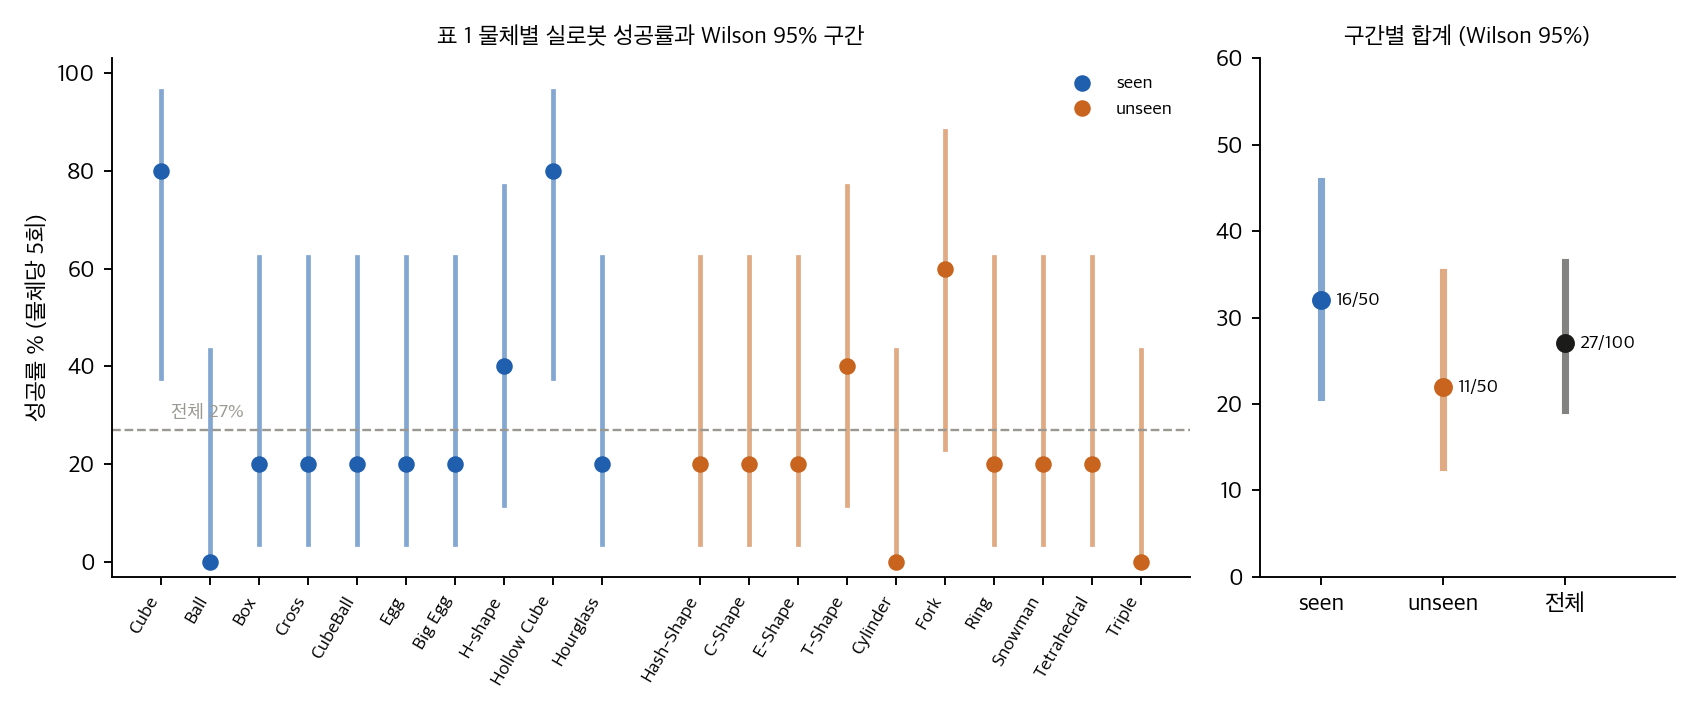 표 1 물체별 실로봇 성공률과 Wilson 95% 구간
성공률 % (물체당 5회)
100
80
60
40
20
0
seen
unseen
전체 27%
Cube
Ball
Box
Cross
CubeBall
Egg
Big Egg
H-shape
Hollow Cube
Hourglass
Hash-Shape
C-Shape
E-Shape
T-Shape
Cylinder
Fork
Ring
Snowman
Tetrahedral
Triple
구간별 합계 (Wilson 95%)
60
50
40
30
20
10
0
16/50
11/50
27/100
seen
unseen
전체